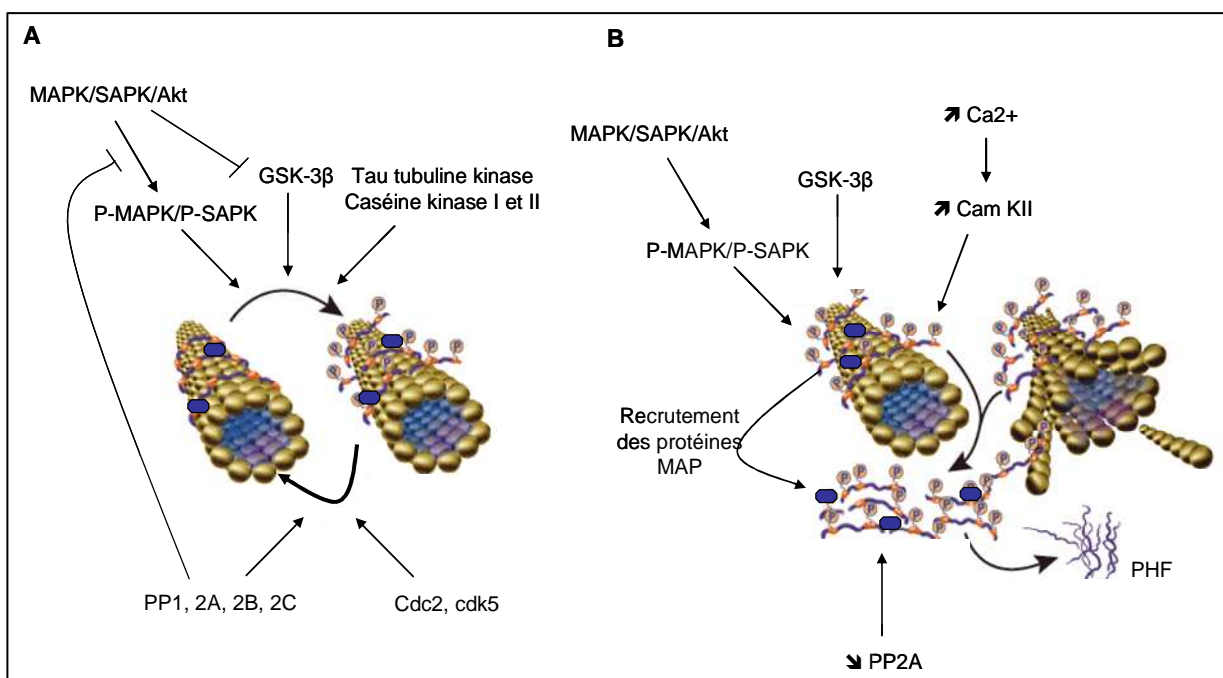 A
MAPK/SAPK/Akt
GSK-3β
Tau tubuline kinase
Caséine kinase I et II
P-MAPK/P-SAPK
P
P
P
P
P
P
PP1, 2A, 2B, 2C
Cdc2, cdk5
B
MAPK/SAPK/Akt
➚ Ca2+
GSK-3β
➚ Cam KII
P-MAPK/P-SAPK
P
P
P
P
P
P
Recrutement
des protéines
MAP
P
P
P
P
P
P
PHF
➘ PP2A